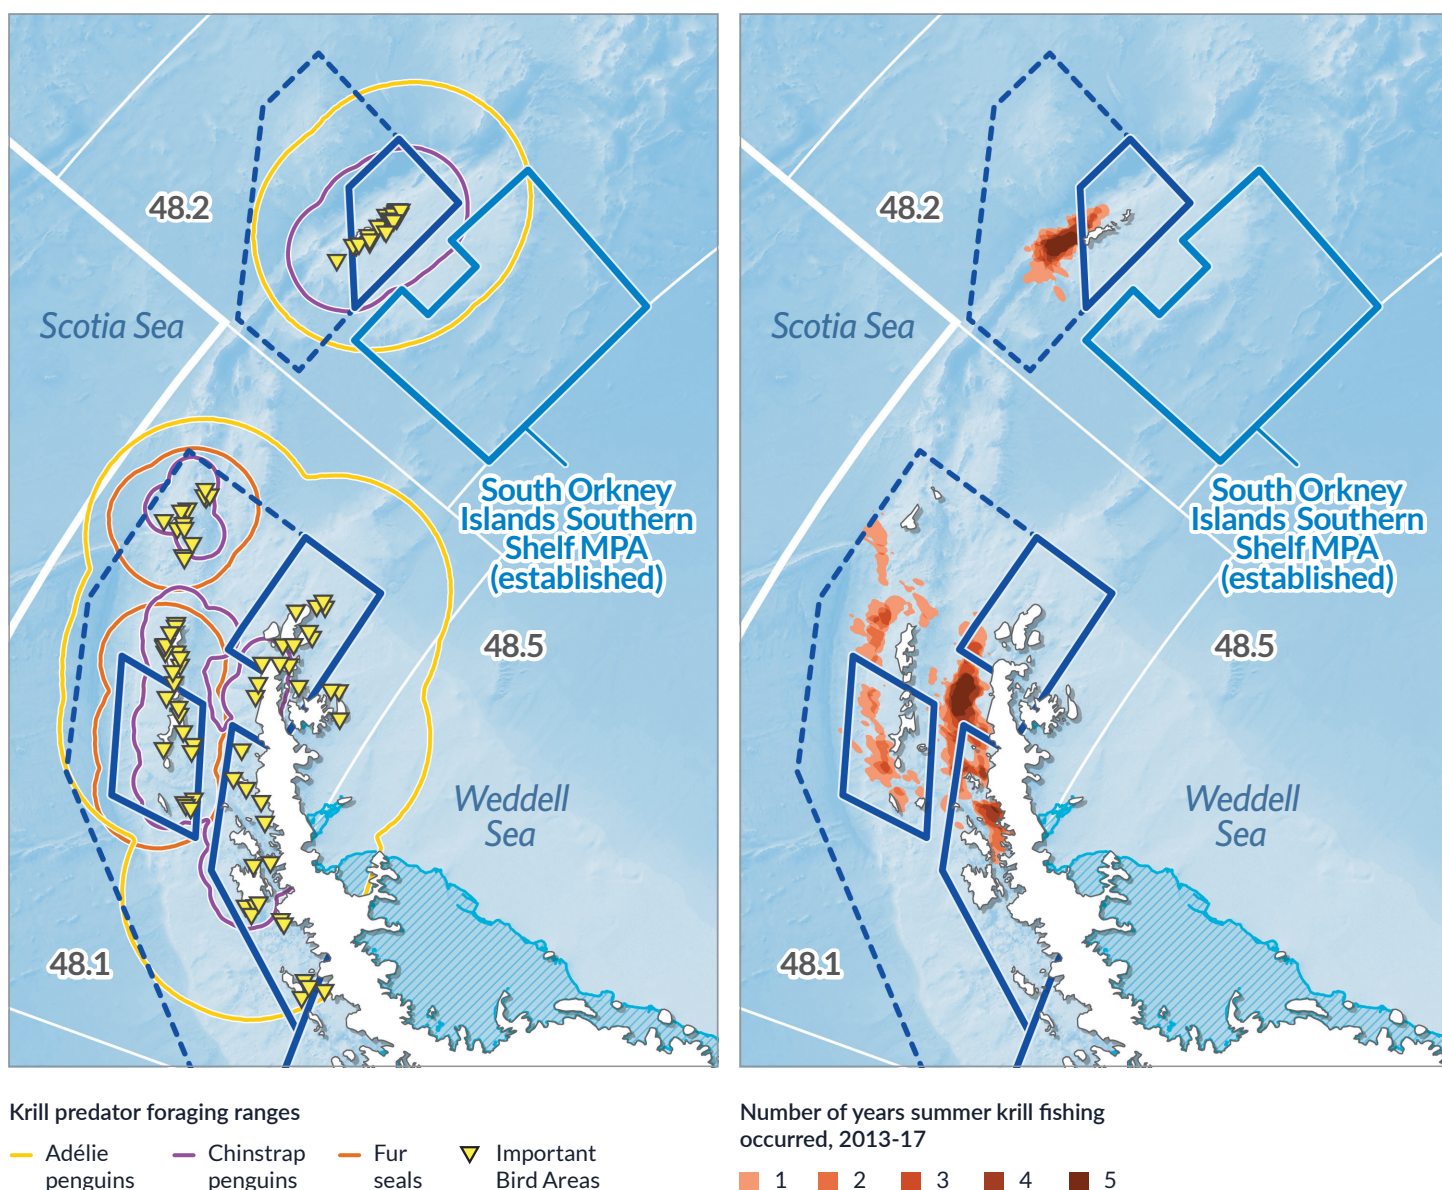 48.2
Scotia Sea
South Orkney
Islands Southern
Shelf MPA
(established)
48.5
Weddell
Sea
48.1
48.2
Scotia Sea
South Orkney
Islands Southern
Shelf MPA
(established)
48.5
Weddell
Sea
48.1
Krill predator foraging ranges
Adélie
penguins
Chinstrap
penguins
Fur
seals
Important
Bird Areas
Number of years summer krill fishing
occurred, 2013-17
1 2 3 4 5